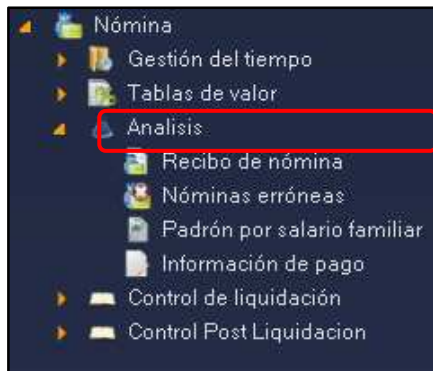 Nómina
Gestión del tiempo
Tablas de valor
Analisis
Recibo de nómina
Nóminas erróneas
Padrón por salario familiar
Información de pago
Control de liquidación
Control Post Liquidacion